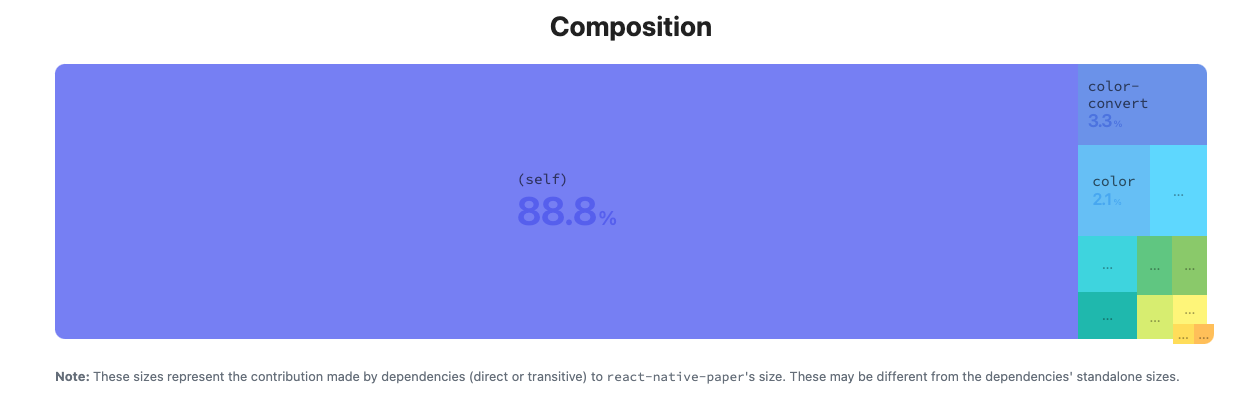 Composition
(self)
88.8%
color-
convert
3.3%
color
2.1%
...
...
...
...
...
...
...
...
...
Note: These sizes represent the contribution made by dependencies (direct or transitive) to react-native-paper's size. These may be different from the dependencies' standalone sizes.